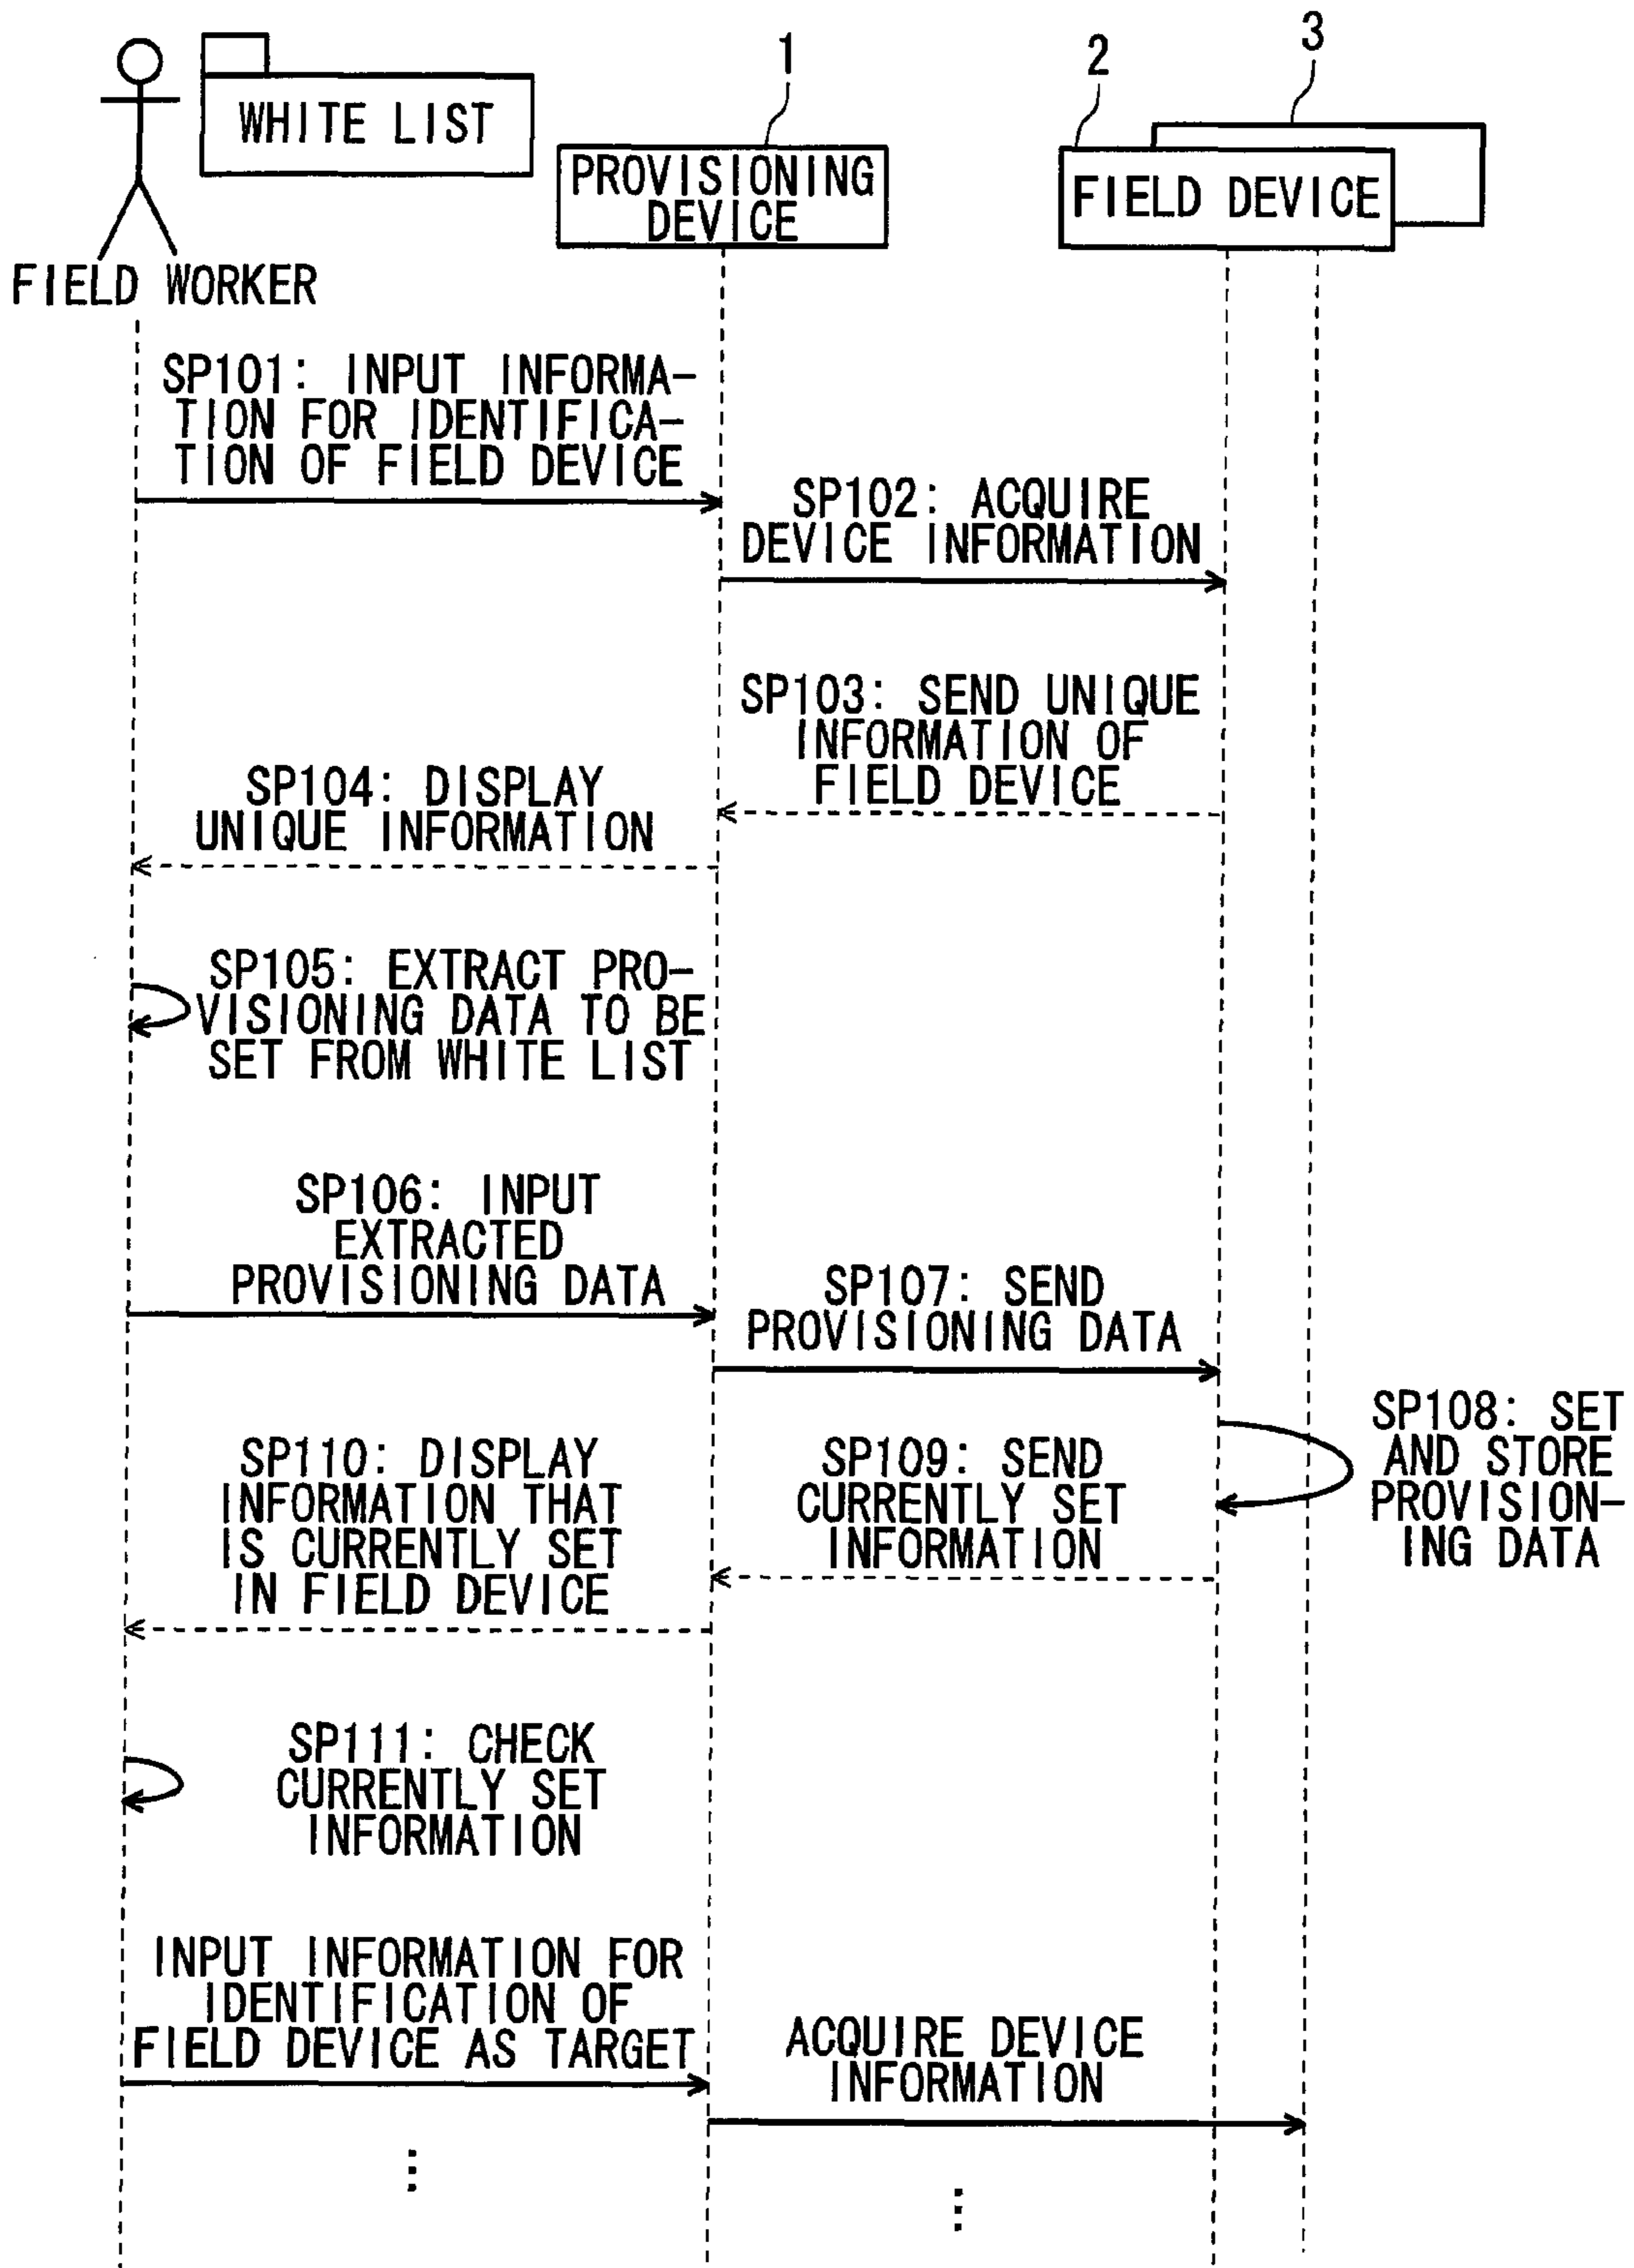 1
2
3
WHITE LIST
PROVISIONING
DEVICE
FIELD DEVICE
FIELD WORKER
SP101: INPUT INFORMA-
TION FOR IDENTIFICA-
TION OF FIELD DEVICE
SP102: ACQUIRE
DEVICE INFORMATION
SP103: SEND UNIQUE
INFORMATION OF
FIELD DEVICE
SP104: DISPLAY
UNIQUE INFORMATION
SP105: EXTRACT PRO-
VISIONING DATA TO BE
SET FROM WHITE LIST
SP106: INPUT
EXTRACTED
PROVISIONING DATA
SP107: SEND
PROVISIONING DATA
SP108: SET
AND STORE
PROVISION-
ING DATA
SP109: SEND
CURRENTLY SET
INFORMATION
SP110: DISPLAY
INFORMATION THAT
IS CURRENTLY SET
IN FIELD DEVICE
SP111: CHECK
CURRENTLY SET
INFORMATION
INPUT INFORMATION FOR
IDENTIFICATION OF
FIELD DEVICE AS TARGET
ACQUIRE DEVICE
INFORMATION